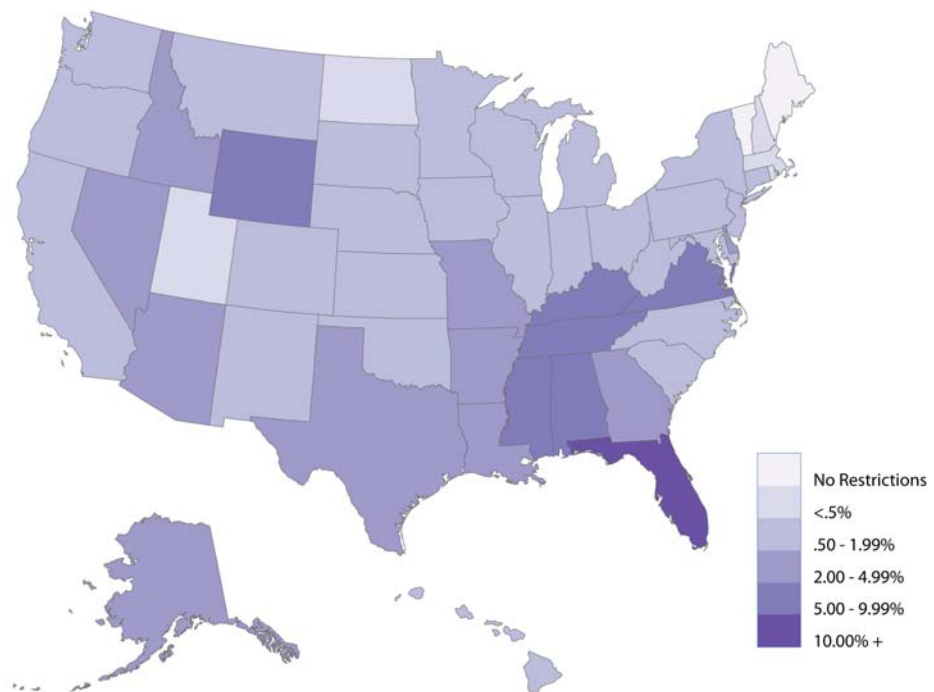 No Restrictions
<.5%
.50 - 1.99%
2.00 - 4.99%
5.00 - 9.99%
10.00% +